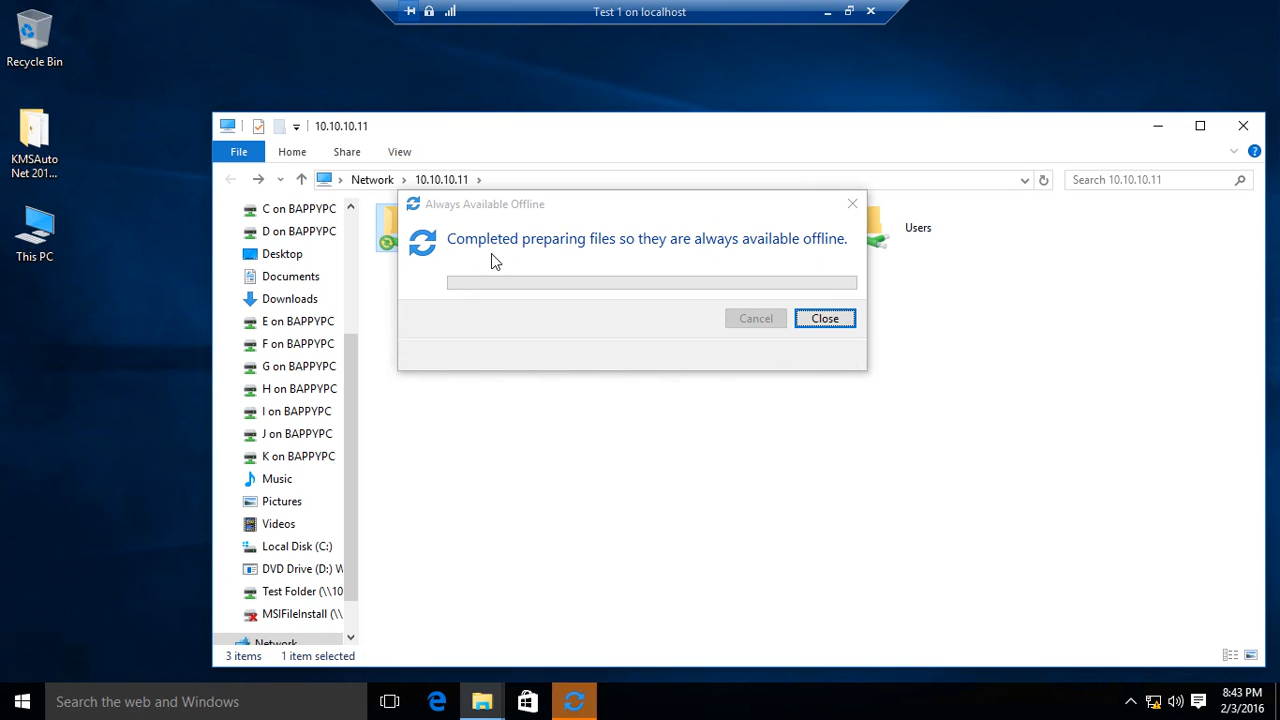 Test 1 on localhost
Recycle Bin
KMSAuto
Net 201...
This PC
10.10.10.11
File
Home
Share
View
Network
10.10.10.11
Search 10.10.10.11
C on BAPPYPC
D on BAPPYPC
Desktop
Documents
Downloads
E on BAPPYPC
F on BAPPYPC
G on BAPPYPC
H on BAPPYPC
I on BAPPYPC
J on BAPPYPC
K on BAPPYPC
Music
Pictures
Videos
Local Disk (C:)
DVD Drive (D:) W
Test Folder (\\10
MSIFileInstall (\\
Network
Users
Always Available Offline
Completed preparing files so they are always available offline.
Cancel
Close
3 items
1 item selected
Search the web and Windows
8:43 PM
2/3/2016